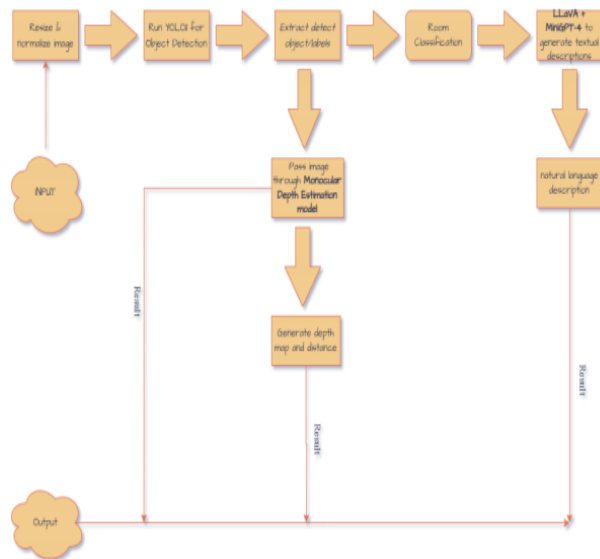 Resize &
normalize image
Run YOLOl for
Object Detection
Extract detect
object/labels
Room
Classification
LLaVA +
MiniGPT-4 to
generate textual
descriptions
INPUT
Pass image
through Monocular
Depth Estimation
model
natural language
description
Result
Generate depth
map and distance
Result
Result
Output